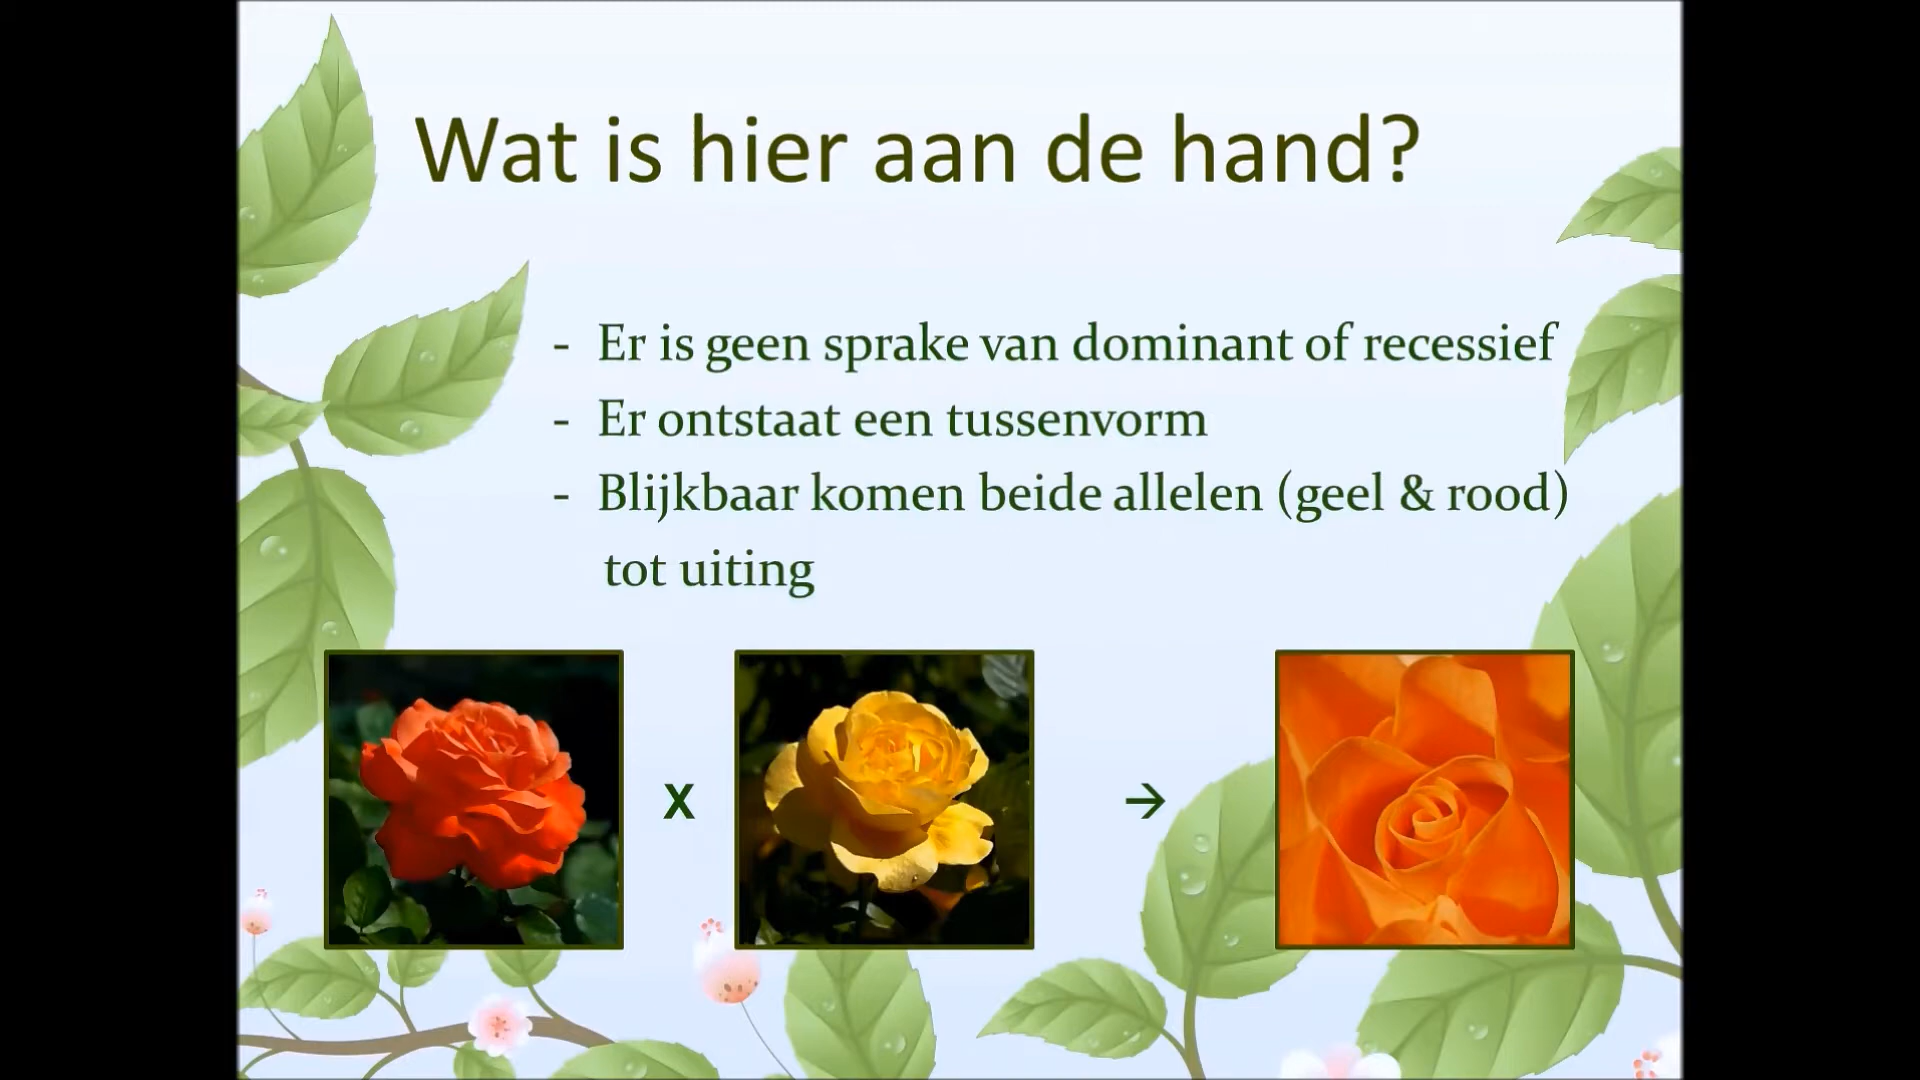 Wat is hier aan de hand?
- Er is geen sprake van dominant of recessief
- Er ontstaat een tussenvorm
- Blijkbaar komen beide allelen (geel & rood)
tot uiting
X →